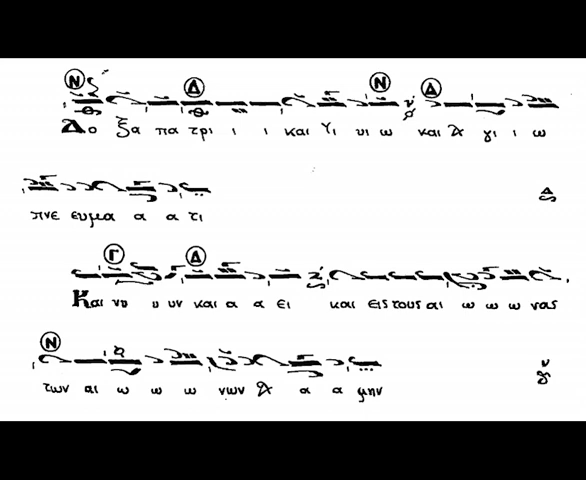 Ν Δ Ν Δ
Δο ξα πα τρι ι ι και Υι υι ω και Α γι ι ω
πνε ευμα α α τι
Γ Δ
Και νυ υ υν και α α ει και εις τους αι ω ω ω νας
Ν
των αι ω ω ω νων Α α α μην